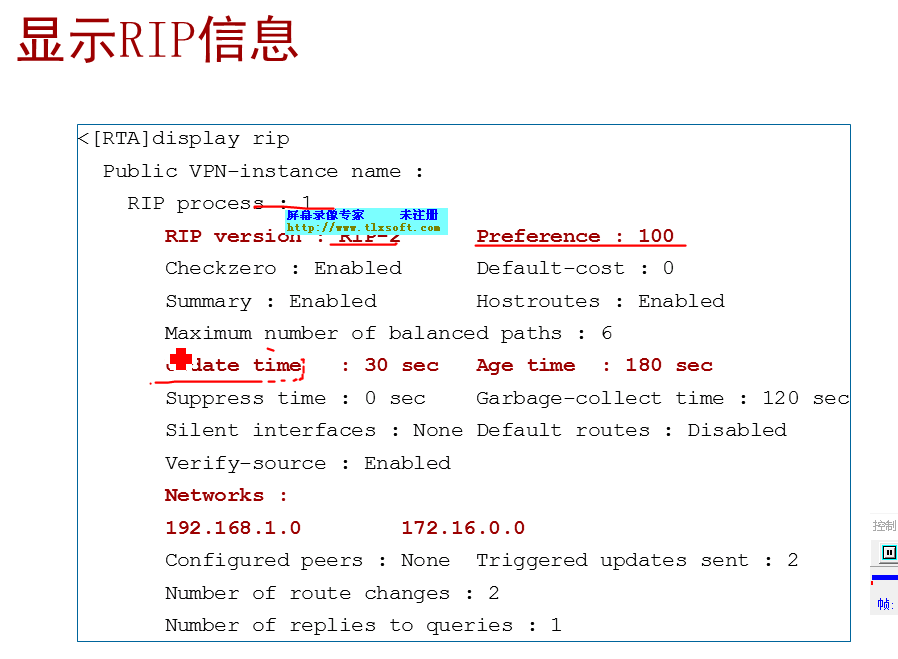 显示RIP信息
<[RTA]display rip
Public VPN-instance name :
RIP process : 1
屏幕录像专家 未注册
http://www.tlxsoft.com
RIP version : RIP-2 Preference : 100
Checkzero : Enabled Default-cost : 0
Summary : Enabled Hostroutes : Enabled
Maximum number of balanced paths : 6
date time : 30 sec Age time : 180 sec
Suppress time : 0 sec Garbage-collect time : 120 sec
Silent interfaces : None Default routes : Disabled
Verify-source : Enabled
Networks :
192.168.1.0 172.16.0.0
控制
Configured peers : None Triggered updates sent : 2
Number of route changes : 2
帧:
Number of replies to queries : 1